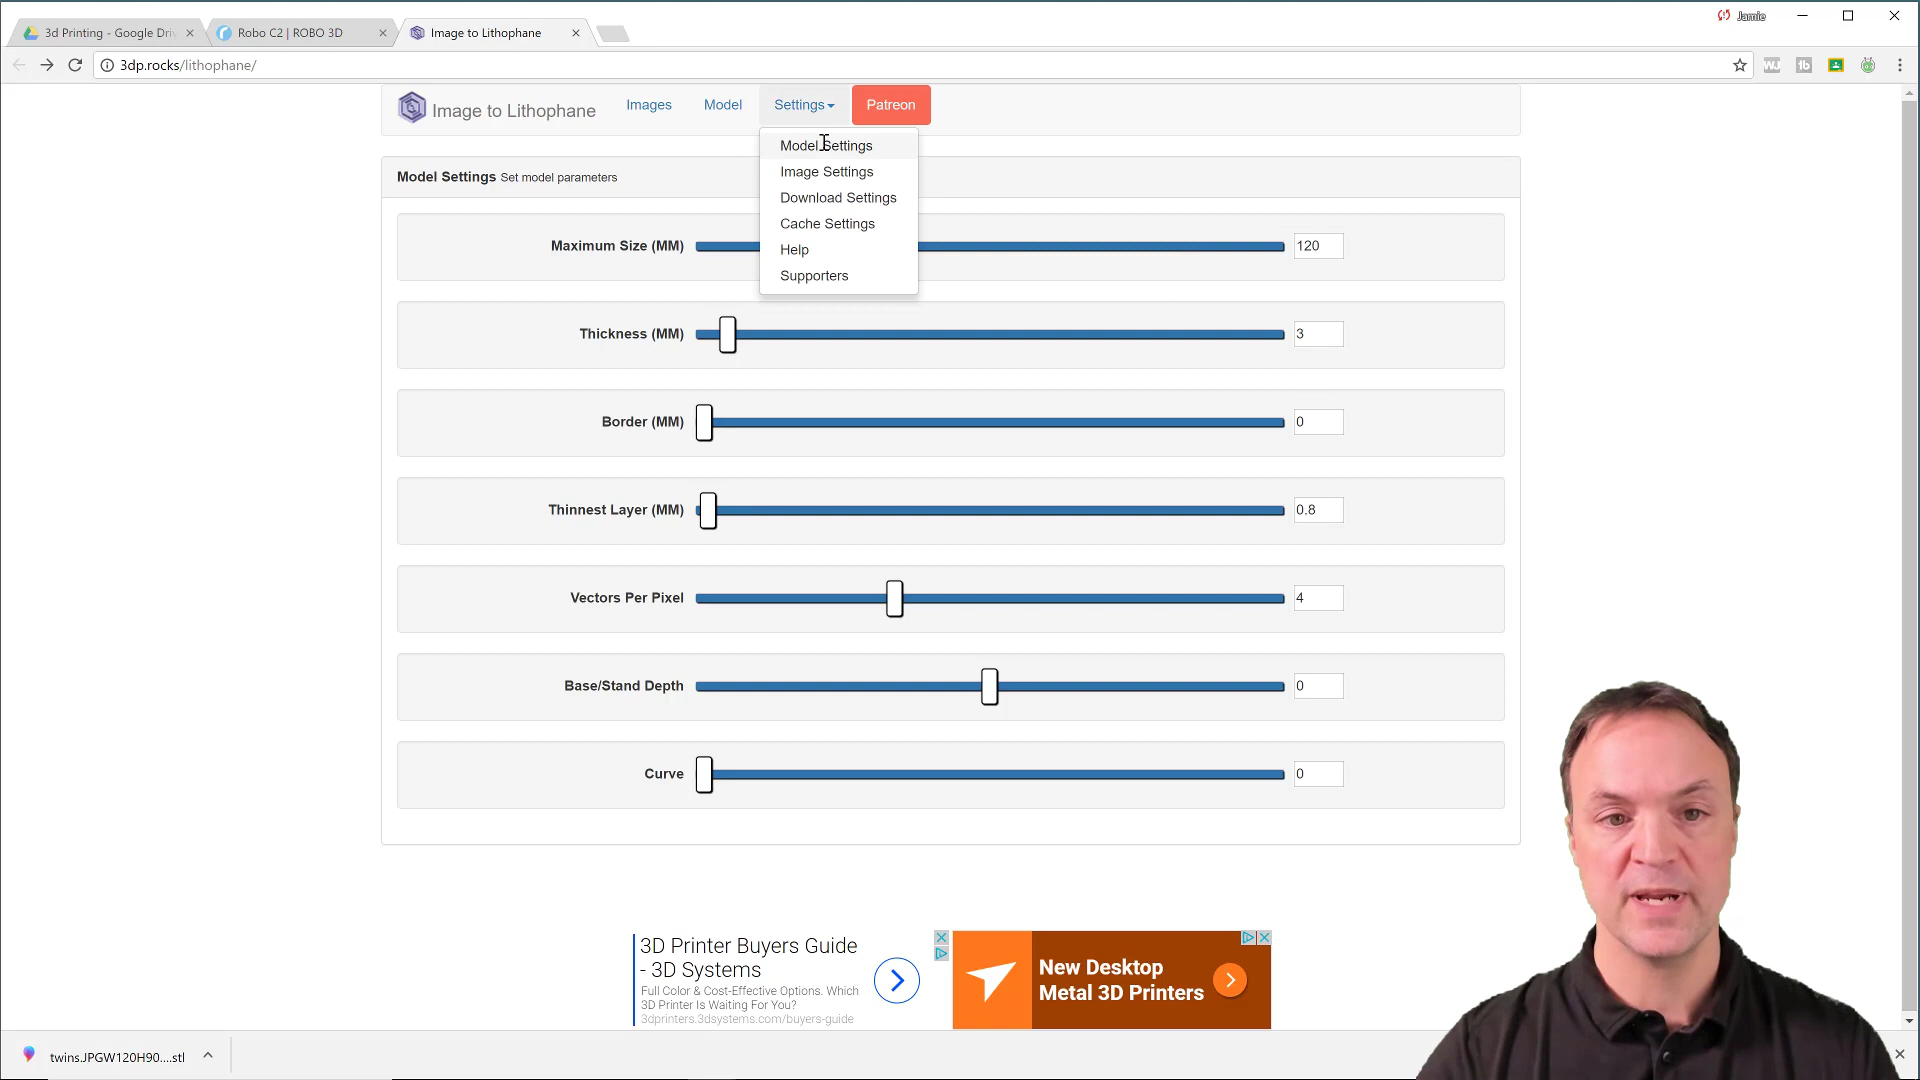 3d Printing - Google Dri
Robo C2 | ROBO 3D
Image to Lithophane
Jamie
3dp.rocks/lithophane/
Image to Lithophane
Images
Model
Settings
Patreon
Model Settings
Image Settings
Download Settings
Cache Settings
Help
Supporters
Model Settings Set model parameters
Maximum Size (MM)
120
Thickness (MM)
3
Border (MM)
0
Thinnest Layer (MM)
0.8
Vectors Per Pixel
4
Base/Stand Depth
0
Curve
0
3D Printer Buyers Guide
- 3D Systems
Full Color & Cost-Effective Options. Which
3D Printer Is Waiting For You?
3dprinters.3dsystems.com/buyers-guide
New Desktop
Metal 3D Printers
twins.JPGW120H90....stl